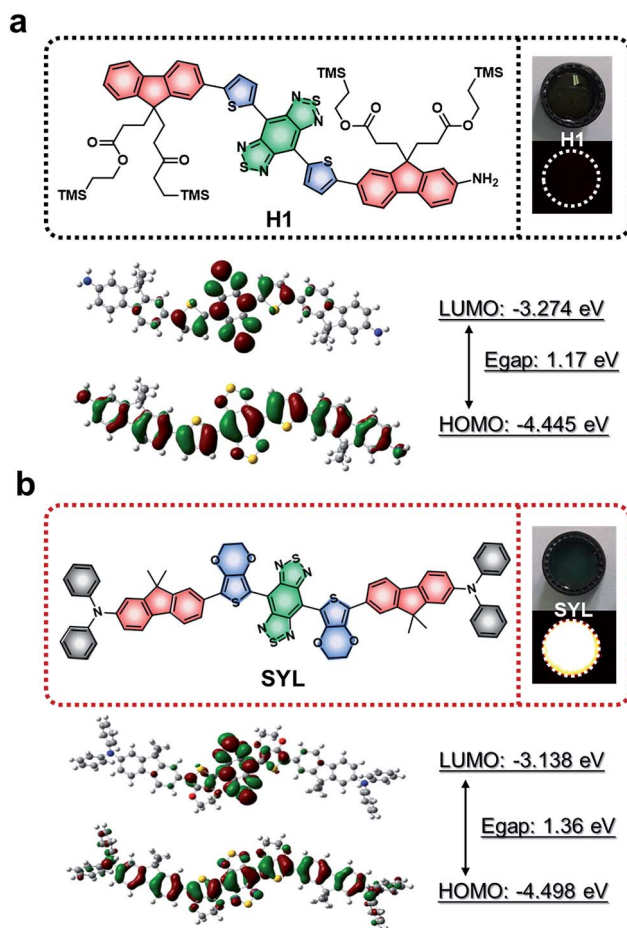 a
TMS
TMS
S
N
S
N
O
O
O
O
N
S
N
S
O
O
O
TMS
TMS
NH₂
H1
H1
LUMO: -3.274 eV
Egap: 1.17 eV
HOMO: -4.445 eV
b
O
O
N
S
N
N
S
N
S
N
N
S
O
O
SYL
SYL
LUMO: -3.138 eV
Egap: 1.36 eV
HOMO: -4.498 eV